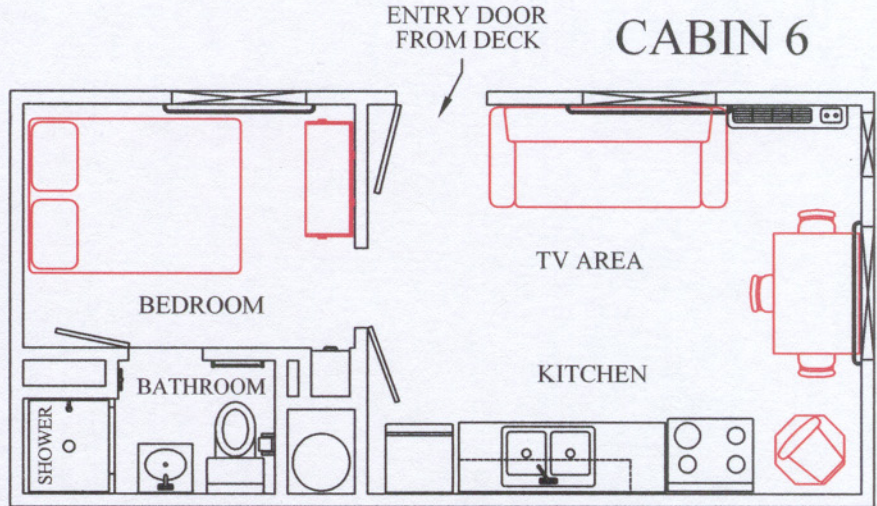 ENTRY DOOR
FROM DECK
CABIN 6
TV AREA
BEDROOM
KITCHEN
BATHROOM
SHOWER